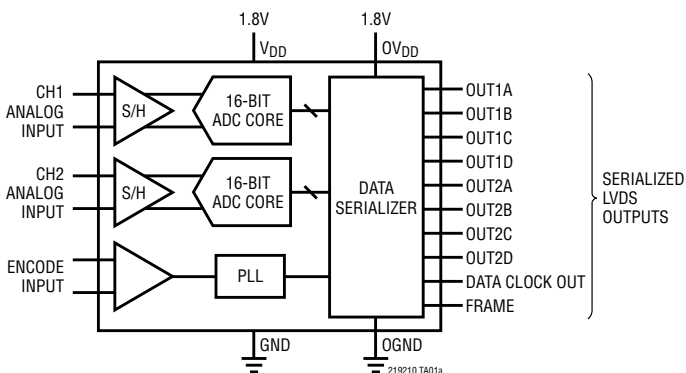 1.8V
1.8V
VDD
OVDD
CH1
ANALOG
INPUT
S/H
16-BIT
ADC CORE
CH2
ANALOG
INPUT
S/H
16-BIT
ADC CORE
ENCODE
INPUT
PLL
DATA
SERIALIZER
OUT1A
OUT1B
OUT1C
OUT1D
OUT2A
OUT2B
OUT2C
OUT2D
DATA CLOCK OUT
FRAME
SERIALIZED
LVDS
OUTPUTS
GND
OGND
219210 TA01a